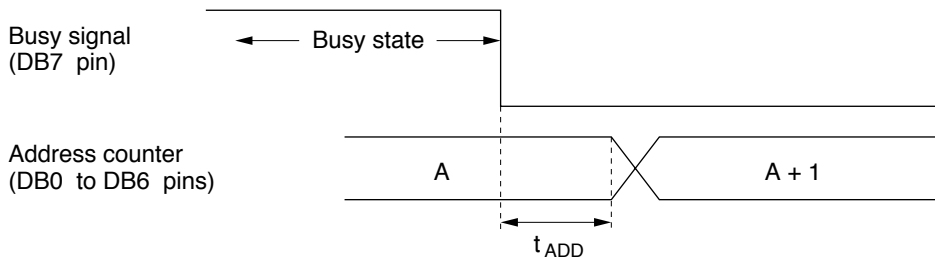 Busy signal
(DB7 pin)
Busy state
Address counter
(DB0 to DB6 pins)
A
A + 1
tADD